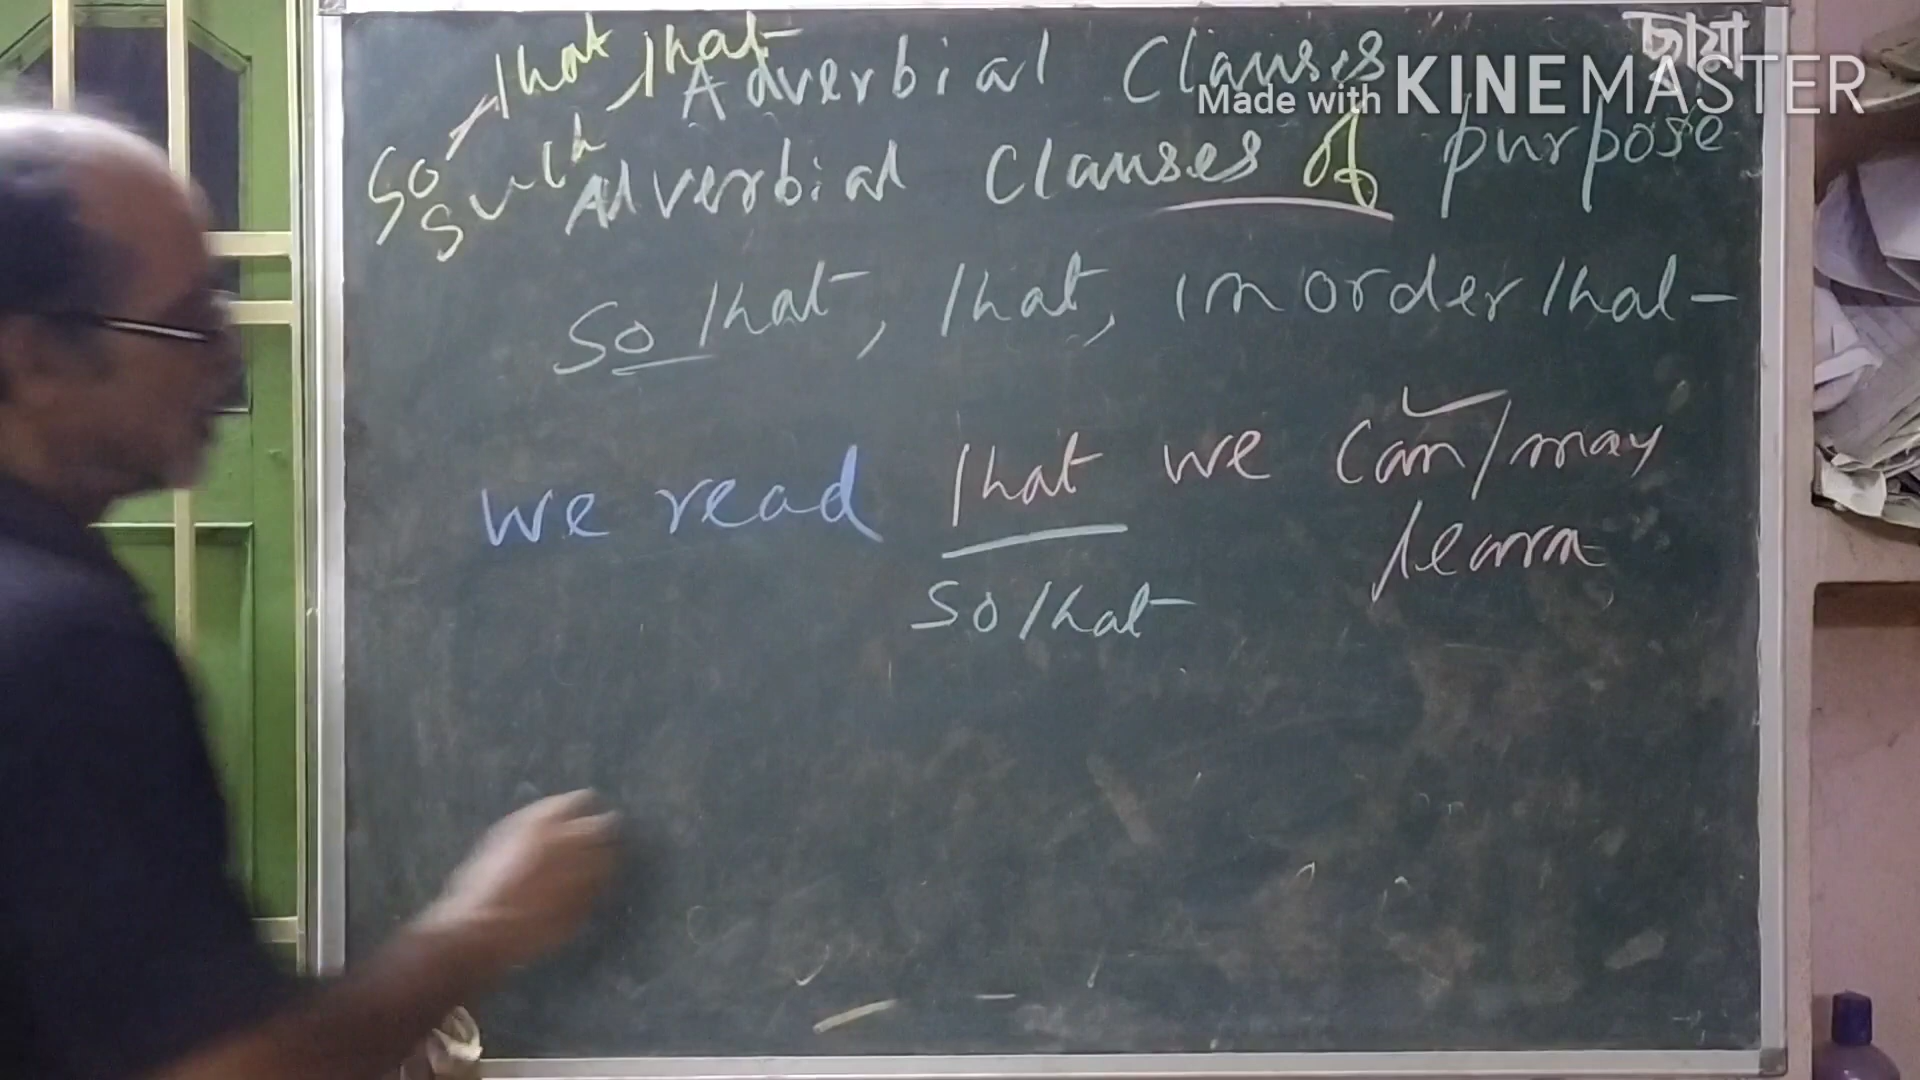 So that, that
such
Adverbial Clauses
ছায়া
Made with KINEMASTER
Adverbial Clauses of purpose
So that, that, in order that
we read that we can/may
learn
So that